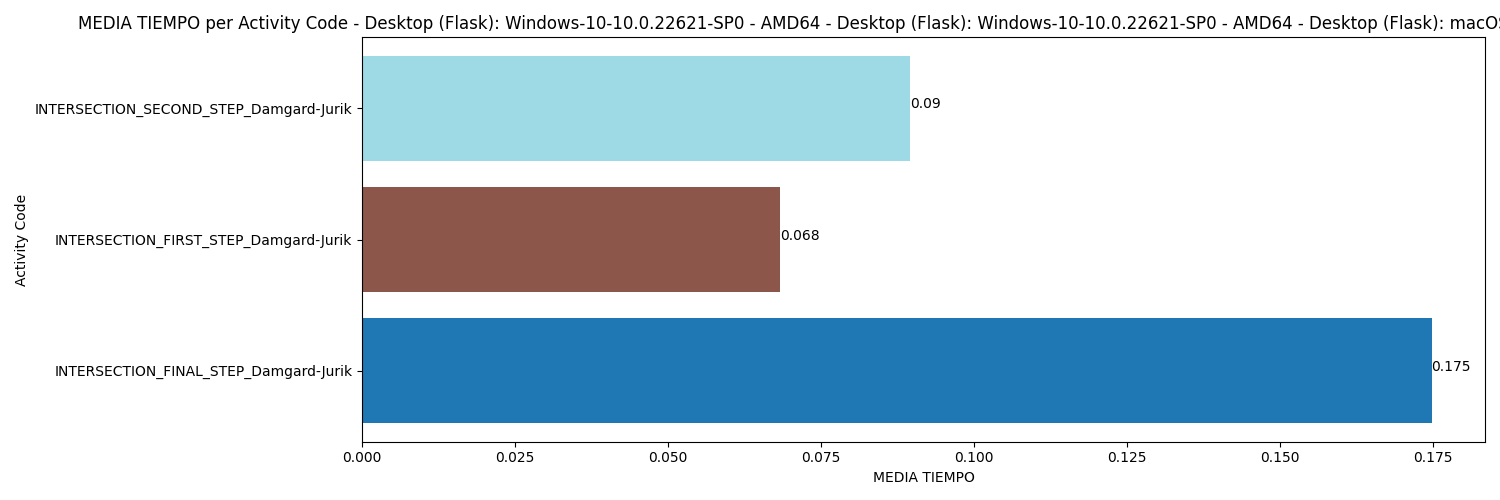 MEDIA TIEMPO per Activity Code - Desktop (Flask): Windows-10-10.0.22621-SP0 - AMD64 - Desktop (Flask): Windows-10-10.0.22621-SP0 - AMD64 - Desktop (Flask):
INTERSECTION_SECOND_STEP_Damgard-Jurik
0.09
INTERSECTION_FIRST_STEP_Damgard-Jurik
0.068
INTERSECTION_FINAL_STEP_Damgard-Jurik
0.175
Activity Code
0.000 0.025 0.050 0.075 0.100 0.125 0.150 0.175
MEDIA TIEMPO